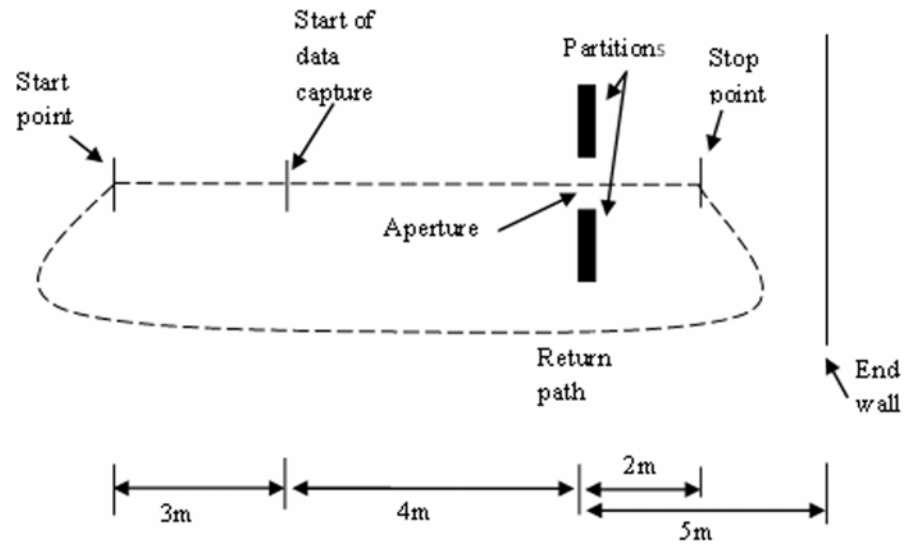 Start
point
Start of
data
capture
Partitions
Stop
point
Aperture
Return
path
End
wall
3m
4m
2m
5m